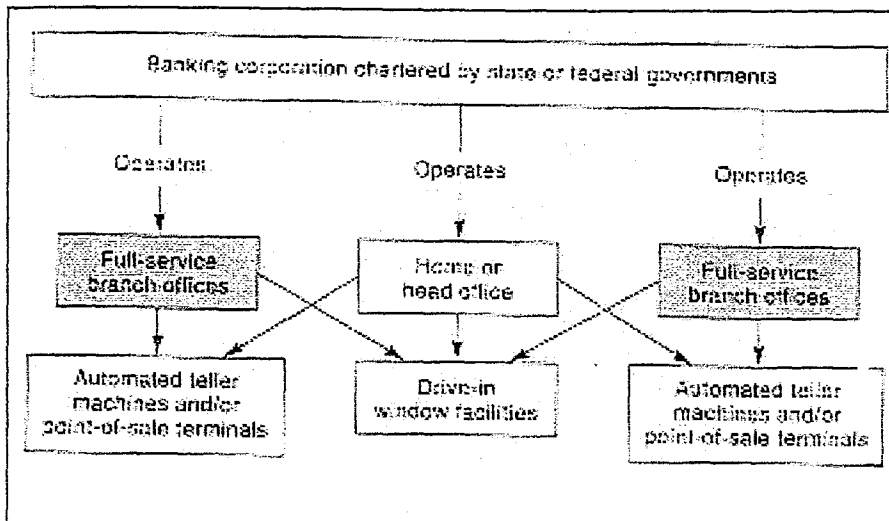 Banking corporation chartered by state or federal governments
Operates
Operates
Operates
Full-service
branch offices
Home or
head office
Full-service
branch offices
Automated teller
machines and/or
point-of-sale terminals
Drive-in
window facilities
Automated teller
machines and/or
point-of-sale terminals